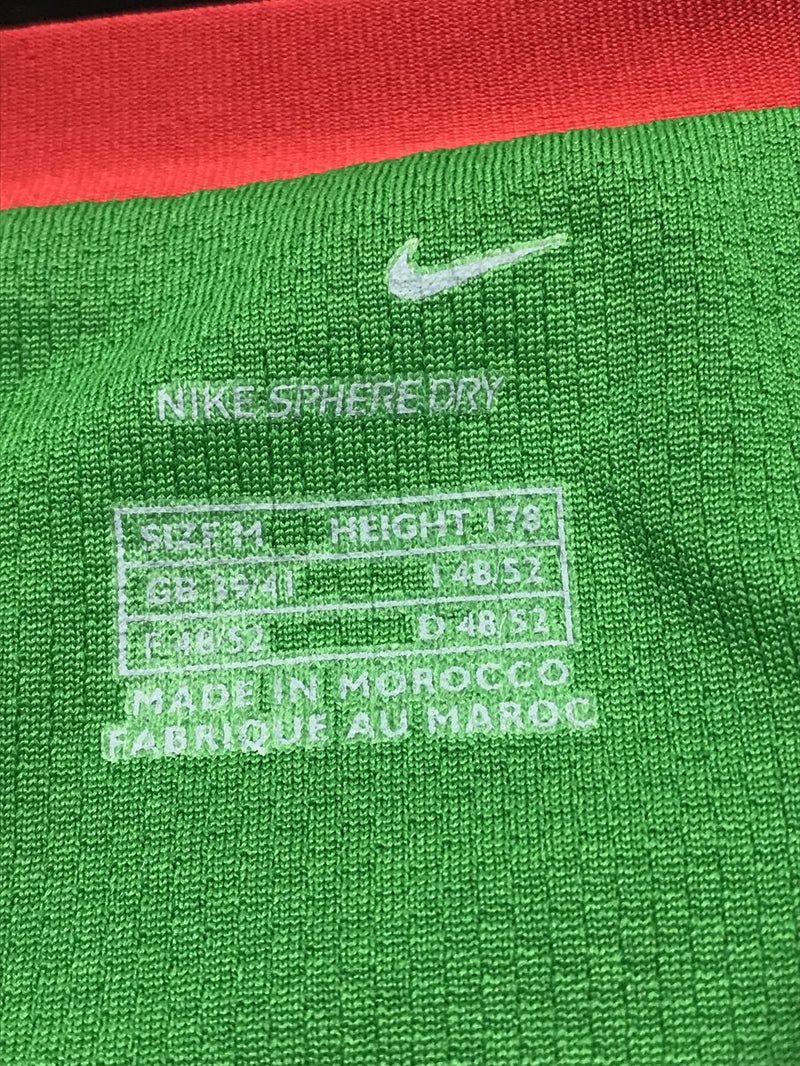 NIKE SPHERE DRY
SIZE M HEIGHT 178
GB 39/41 I 48/52
F 48/52 D 48/52
MADE IN MOROCCO
FABRIQUE AU MAROC